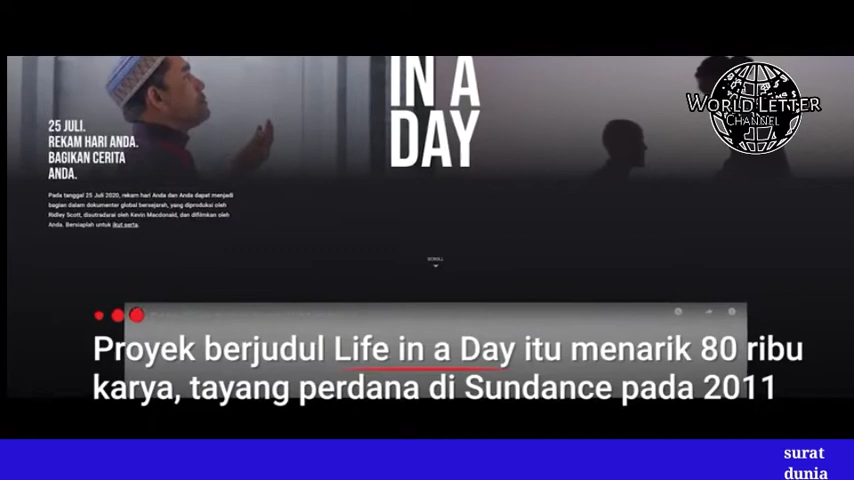 IN A
DAY
WORLD LETTER
CHANNEL
25 JULI.
REKAM HARI ANDA.
BAGIKAN CERITA
ANDA.
Pada tanggal 25 Juli 2020, rekam hari Anda dan Anda dapat menjadi
bagian dalam dokumenter global bersejarah, yang diproduksi oleh
Ridley Scott, disutradarai oleh Kevin Macdonald, dan difilmkan oleh
Anda. Bersiaplah untuk ikut serta.
SCROLL
Proyek berjudul Life in a Day itu menarik 80 ribu
karya, tayang perdana di Sundance pada 2011
surat
dunia